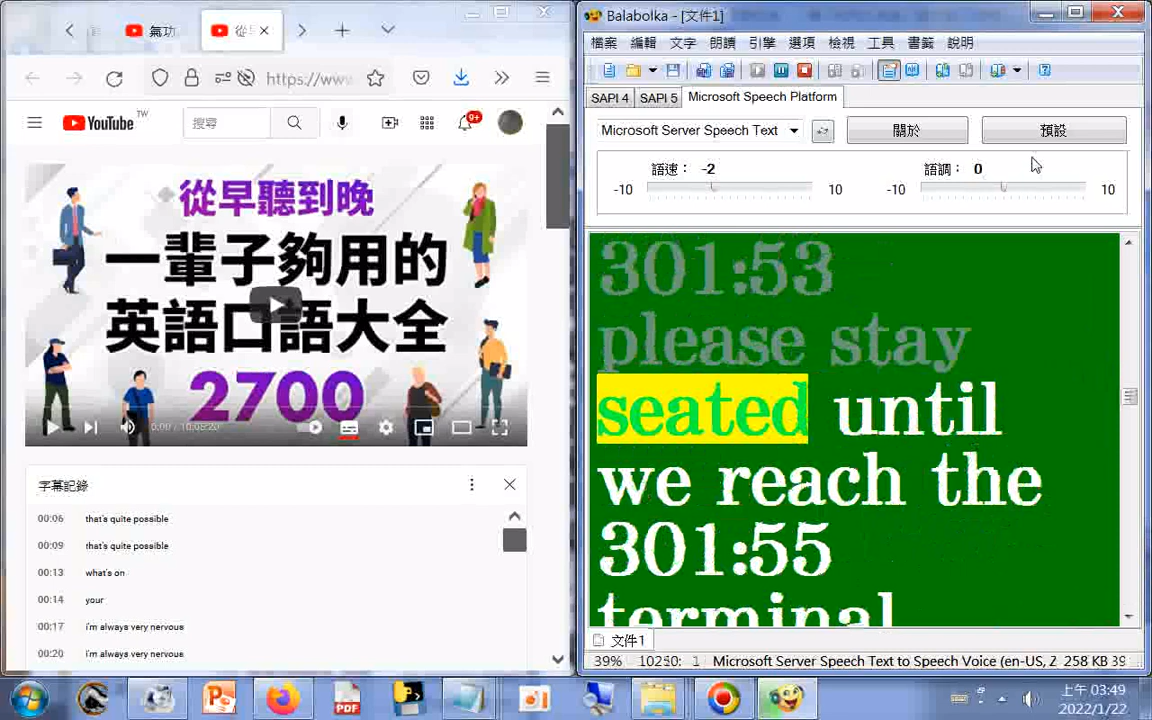 氣功
從
https://www
YouTube TW
搜尋
9+
從早聽到晚
一輩子夠用的
英語口語大全
2700
0:00 / 10:05:20
字幕記錄
00:06 that's quite possible
00:09 that's quite possible
00:13 what's on
00:14 your
00:17 i'm always very nervous
00:20 i'm always very nervous
Balabolka - [文件1]
檔案 編輯 文字 朗讀 引擎 選項 檢視 工具 書籤 說明
SAPI 4 SAPI 5 Microsoft Speech Platform
Microsoft Server Speech Text 關於 預設
語速： -2 語調： 0
-10 10 -10 10
301:53
please stay
seated until
we reach the
301:55
terminal
文件1
39% 10250: 1 Microsoft Server Speech Text to Speech Voice (en-US, Z 258 KB 39
PDF
上午 03:49
2022/1/22